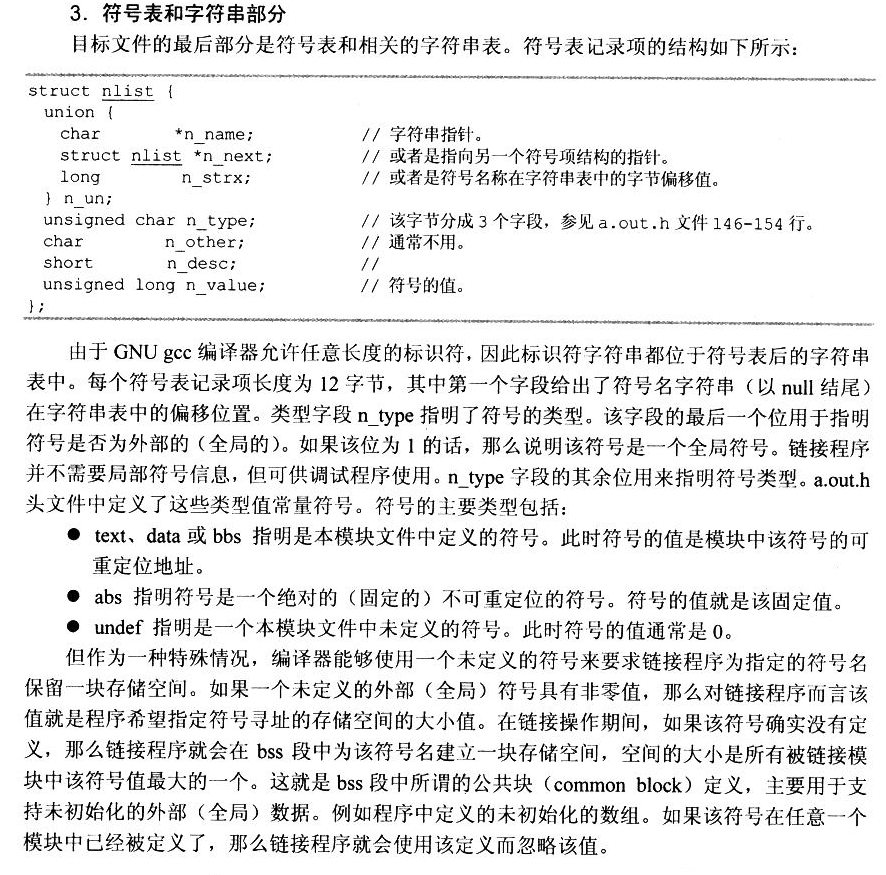 3．符号表和字符串部分
目标文件的最后部分是符号表和相关的字符串表。符号表记录项的结构如下所示：
struct nlist {
  union {
    char        *n_name;            // 字符串指针。
    struct nlist *n_next;           // 或者是指向另一个符号项结构的指针。
    long         n_strx;            // 或者是符号名称在字符串表中的字节偏移值。
  } n_un;
  unsigned char n_type;             // 该字节分成 3 个字段，参见 a.out.h 文件 146-154 行。
  char          n_other;            // 通常不用。
  short         n_desc;             //
  unsigned long n_value;            // 符号的值。
};
由于 GNU gcc 编译器允许任意长度的标识符，因此标识符字符串都位于符号表后的字符串
表中。每个符号表记录项长度为 12 字节，其中第一个字段给出了符号名字符串（以 null 结尾）
在字符串表中的偏移位置。类型字段 n_type 指明了符号的类型。该字段的最后一个位用于指明
符号是否为外部的（全局的）。如果该位为 1 的话，那么说明该符号是一个全局符号。链接程序
并不需要局部符号信息，但可供调试程序使用。n_type 字段的其余位用来指明符号类型。a.out.h
头文件中定义了这些类型值常量符号。符号的主要类型包括：
● text、data 或 bbs 指明是本模块文件中定义的符号。此时符号的值是模块中该符号的可
重定位地址。
● abs 指明符号是一个绝对的（固定的）不可重定位的符号。符号的值就是该固定值。
● undef 指明是一个本模块文件中未定义的符号。此时符号的值通常是 0。
但作为一种特殊情况，编译器能够使用一个未定义的符号来要求链接程序为指定的符号名
保留一块存储空间。如果一个未定义的外部（全局）符号具有非零值，那么对链接程序而言该
值就是程序希望指定符号寻址的存储空间的大小值。在链接操作期间，如果该符号确实没有定
义，那么链接程序就会在 bss 段中为该符号名建立一块存储空间，空间的大小是所有被链接模
块中该符号值最大的一个。这就是 bss 段中所谓的公共块（common block）定义，主要用于支
持未初始化的外部（全局）数据。例如程序中定义的未初始化的数组。如果该符号在任意一个
模块中已经被定义了，那么链接程序就会使用该定义而忽略该值。